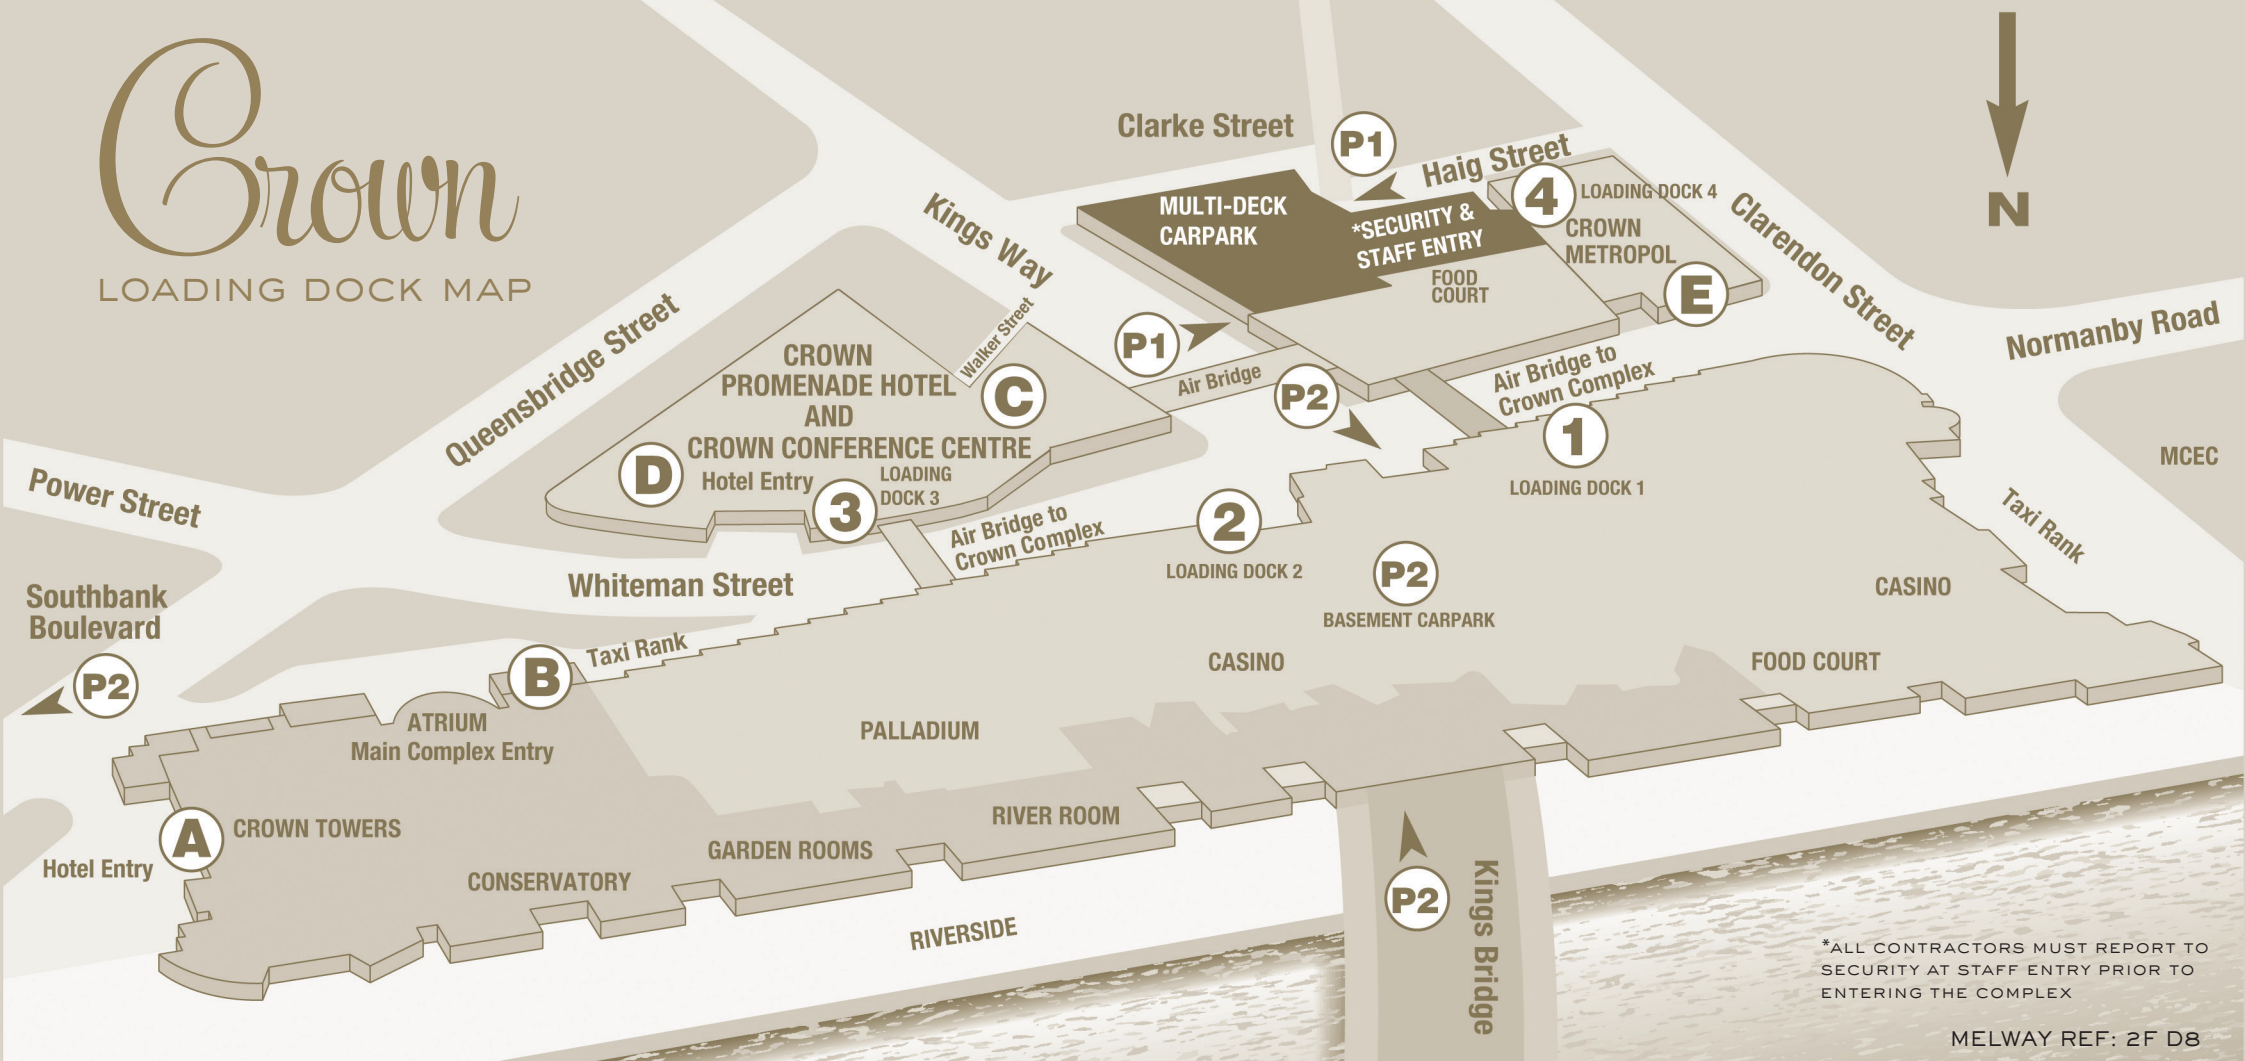 Crown
LOADING DOCK MAP
N
Clarke Street
P1
Haig Street
4
LOADING DOCK 4
MULTI-DECK
CARPARK
*SECURITY &
STAFF ENTRY
CROWN
METROPOL
FOOD
COURT
E
Clarendon Street
Normanby Road
Kings Way
Walker Street
P1
Air Bridge
P2
Air Bridge to
Crown Complex
Queensbridge Street
CROWN
PROMENADE HOTEL
AND
CROWN CONFERENCE CENTRE
C
D
Hotel Entry
3
LOADING
DOCK 3
1
LOADING DOCK 1
MCEC
Taxi Rank
Power Street
Air Bridge to
Crown Complex
2
LOADING DOCK 2
P2
BASEMENT CARPARK
CASINO
Whiteman Street
Southbank
Boulevard
P2
B
Taxi Rank
CASINO
FOOD COURT
ATRIUM
Main Complex Entry
PALLADIUM
A
CROWN TOWERS
Hotel Entry
RIVER ROOM
GARDEN ROOMS
CONSERVATORY
RIVERSIDE
P2
Kings Bridge
*ALL CONTRACTORS MUST REPORT TO
SECURITY AT STAFF ENTRY PRIOR TO
ENTERING THE COMPLEX
MELWAY REF: 2F D8